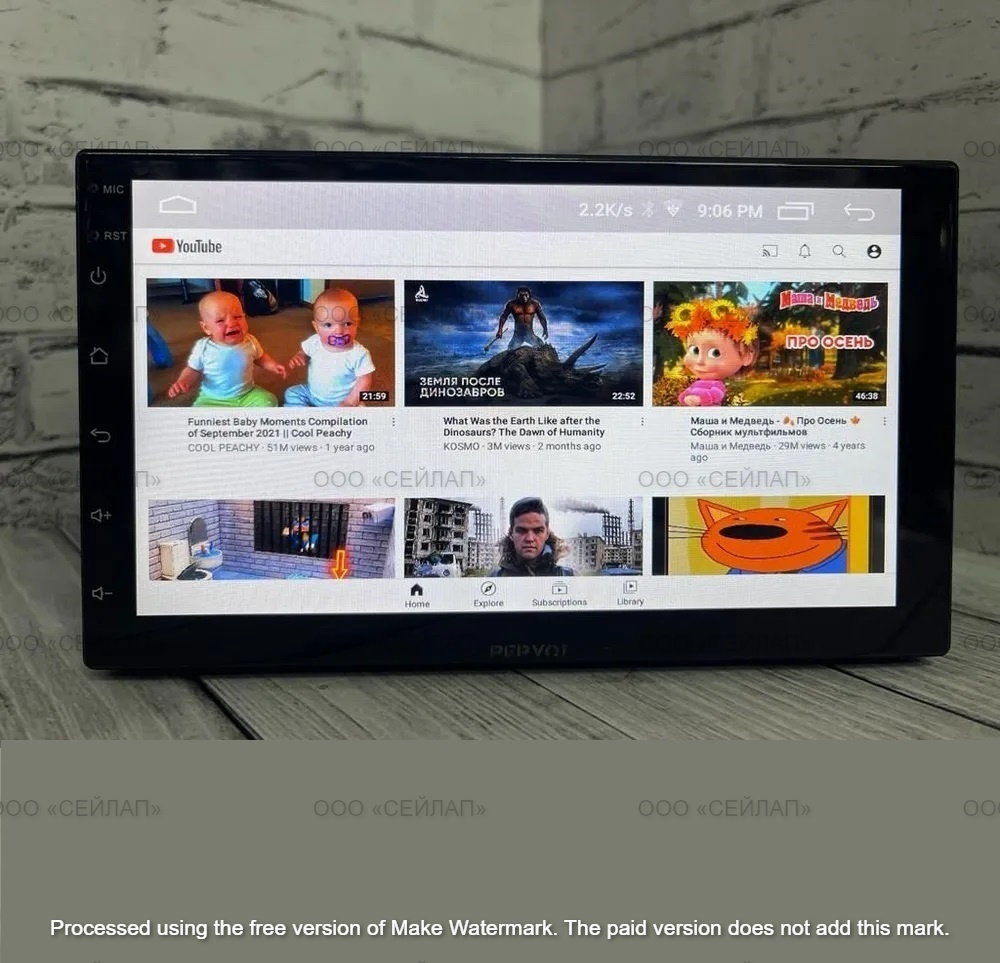 ООО «СЕЙЛАП» ООО «СЕЙЛАП» ООО «СЕЙЛАП»
MIC
2.2K/s 9:06 PM
RST
YouTube
ООО «СЕЙЛАП»
Маша и Медведь
ПРО ОСЕНЬ
ЗЕМЛЯ ПОСЛЕ
ДИНОЗАВРОВ
21:59
22:52
46:38
Funniest Baby Moments Compilation
of September 2021 || Cool Peachy
COOL PEACHY · 51M views · 1 year ago
What Was the Earth Like after the
Dinosaurs? The Dawn of Humanity
KOSMO · 3M views · 2 months ago
Маша и Медведь - 🍂 Про Осень 🍁
Сборник мультфильмов
Маша и Медведь · 29M views · 4 years
ago
ООО «СЕЙЛАП» ООО «СЕЙЛАП»
Home
Explore
Subscriptions
Library
ООО «СЕЙЛАП» ООО «СЕЙЛАП» ООО «СЕЙЛАП»
Processed using the free version of Make Watermark. The paid version does not add this mark.